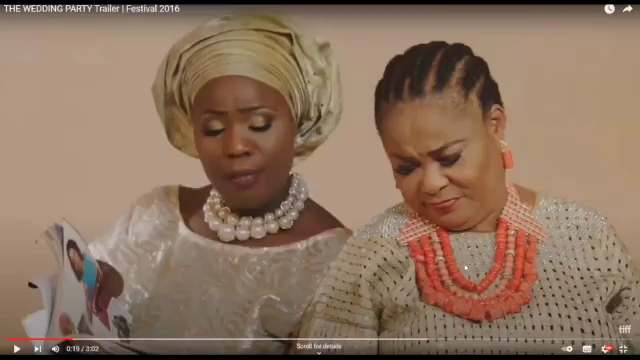 THE WEDDING PARTY Trailer | Festival 2016
tiff
0:19 / 3:02
Scroll for details